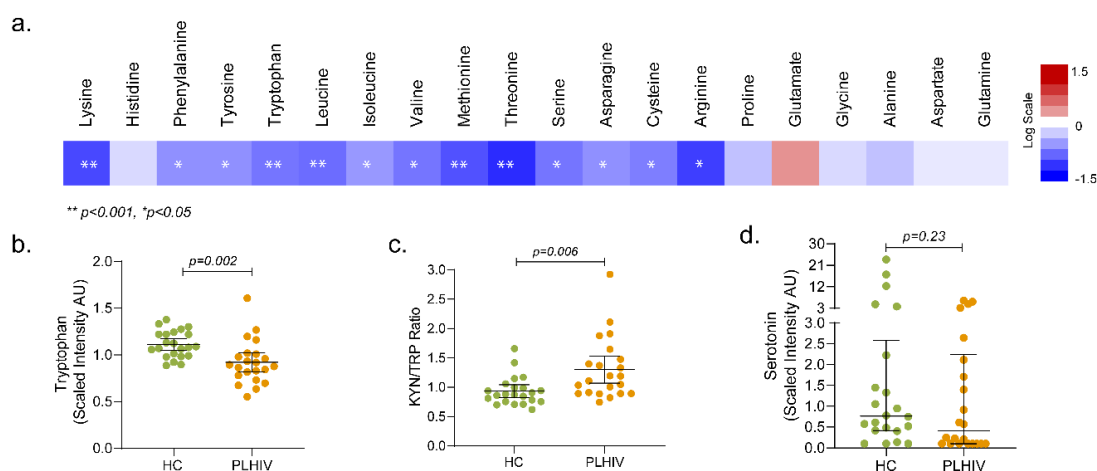 a.
Lysine
Histidine
Phenylalanine
Tyrosine
Tryptophan
Leucine
Isoleucine
Valine
Methionine
Threonine
Serine
Asparagine
Cysteine
Arginine
Proline
Glutamate
Glycine
Alanine
Aspartate
Glutamine
** * * ** ** * * ** ** * * * *
Log Scale
1.5
0
-1.5
** p<0.001, *p<0.05
b.
p=0.002
Tryptophan
(Scaled Intensity AU)
2.0
1.5
1.0
0.5
0.0
HC PLHIV
c.
p=0.006
KYN/TRP Ratio
3.0
2.5
2.0
1.5
1.0
0.5
0.0
HC PLHIV
d.
p=0.23
Serotonin
(Scaled Intensity AU)
30
21
12
3
3.0
2.5
2.0
1.5
1.0
0.5
0.0
HC PLHIV